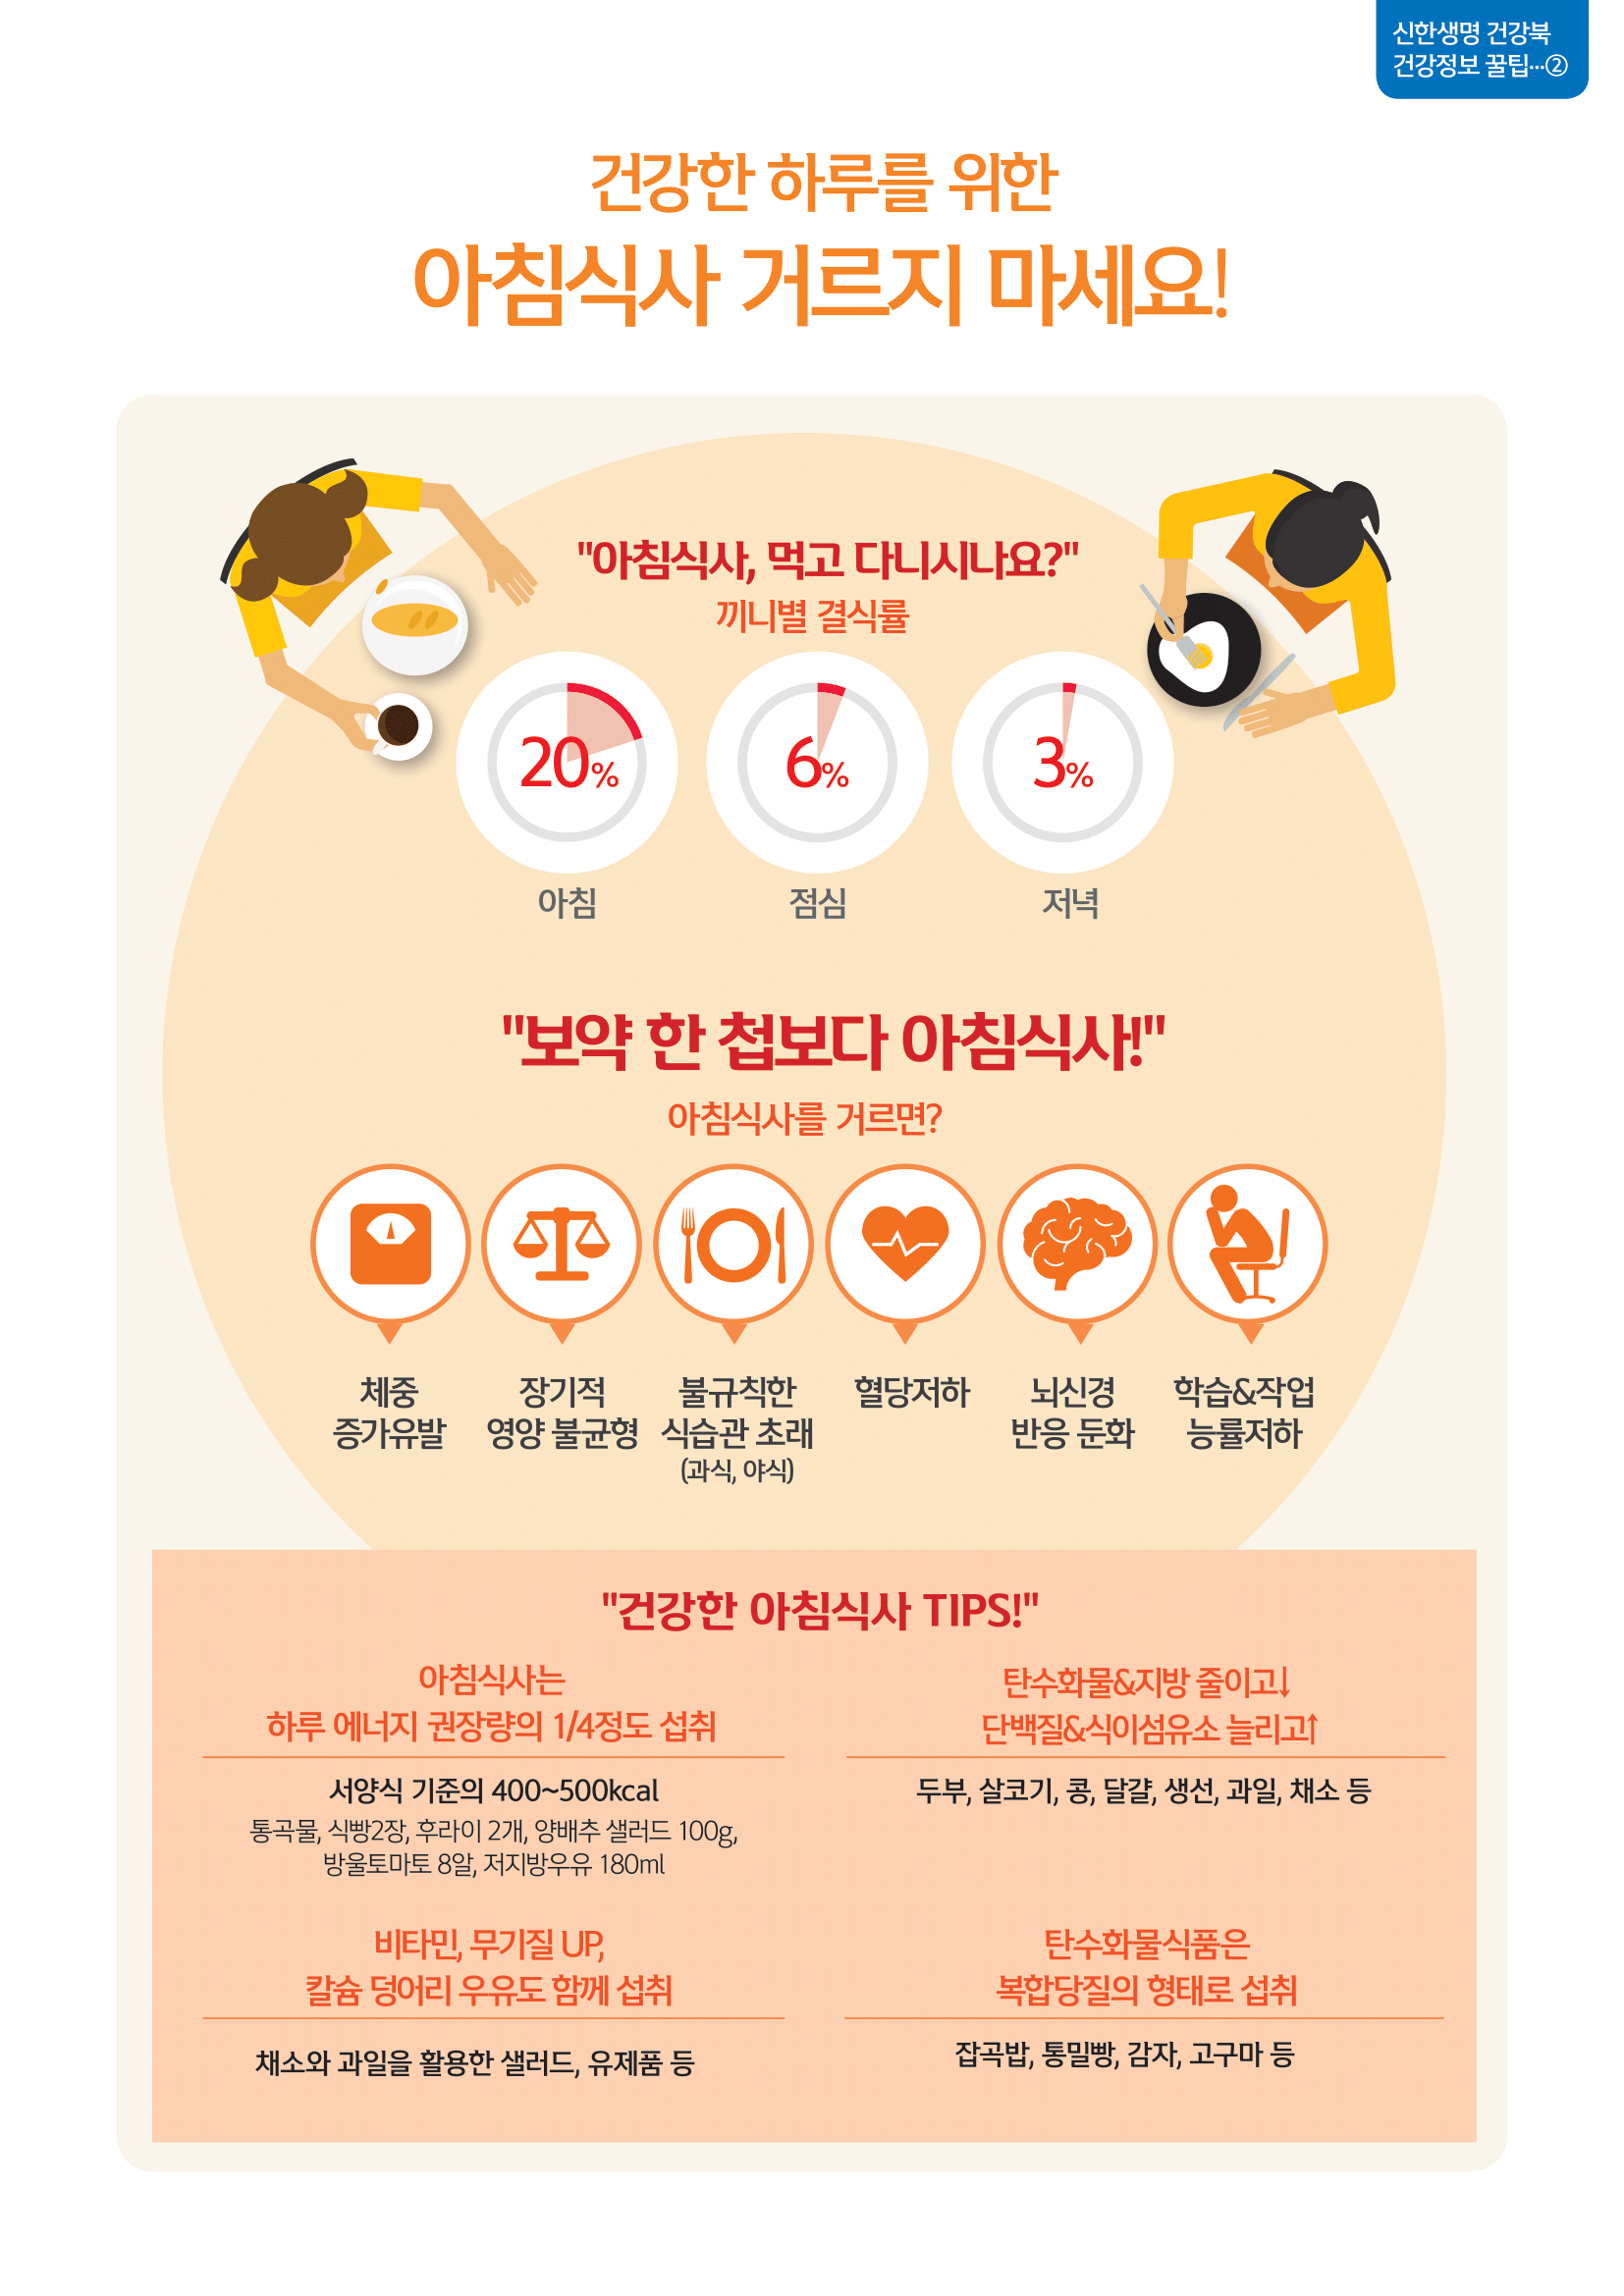 신한생명 건강북
건강정보 꿀팁…②
건강한 하루를 위한
아침식사 거르지 마세요!
"아침식사, 먹고 다니시나요?"
끼니별 결식률
20%
6%
3%
아침
점심
저녁
"보약 한 첩보다 아침식사!"
아침식사를 거르면?
체중
증가유발
장기적
영양 불균형
불규칙한
식습관 초래
(과식, 야식)
혈당저하
뇌신경
반응 둔화
학습&작업
능률저하
"건강한 아침식사 TIPS!"
아침식사는
하루 에너지 권장량의 1/4정도 섭취
서양식 기준의 400~500kcal
통곡물, 식빵2장, 후라이 2개, 양배추 샐러드 100g,
방울토마토 8알, 저지방우유 180ml
탄수화물&지방 줄이고↓
단백질&식이섬유소 늘리고↑
두부, 살코기, 콩, 달걀, 생선, 과일, 채소 등
비타민, 무기질 UP,
칼슘 덩어리 우유도 함께 섭취
채소와 과일을 활용한 샐러드, 유제품 등
탄수화물식품은
복합당질의 형태로 섭취
잡곡밥, 통밀빵, 감자, 고구마 등